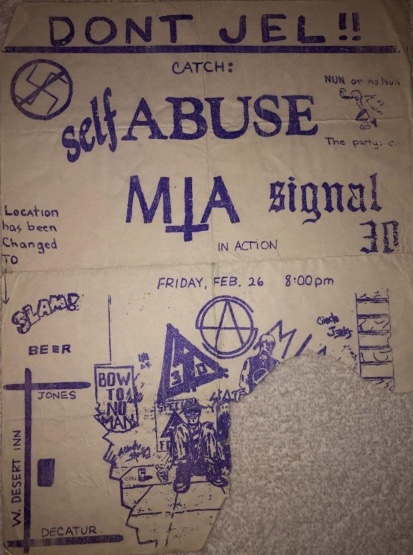 DONT JEL!!
CATCH:
NUN or no NUN
self ABUSE
The party:
MIA
signal
30
IN ACTION
Location
has been
Changed
TO
FRIDAY, FEB. 26 8:00pm
SLAM!
BEER
JONES
BOW
TO
NO
MAN
W. DESERT INN
DECATUR